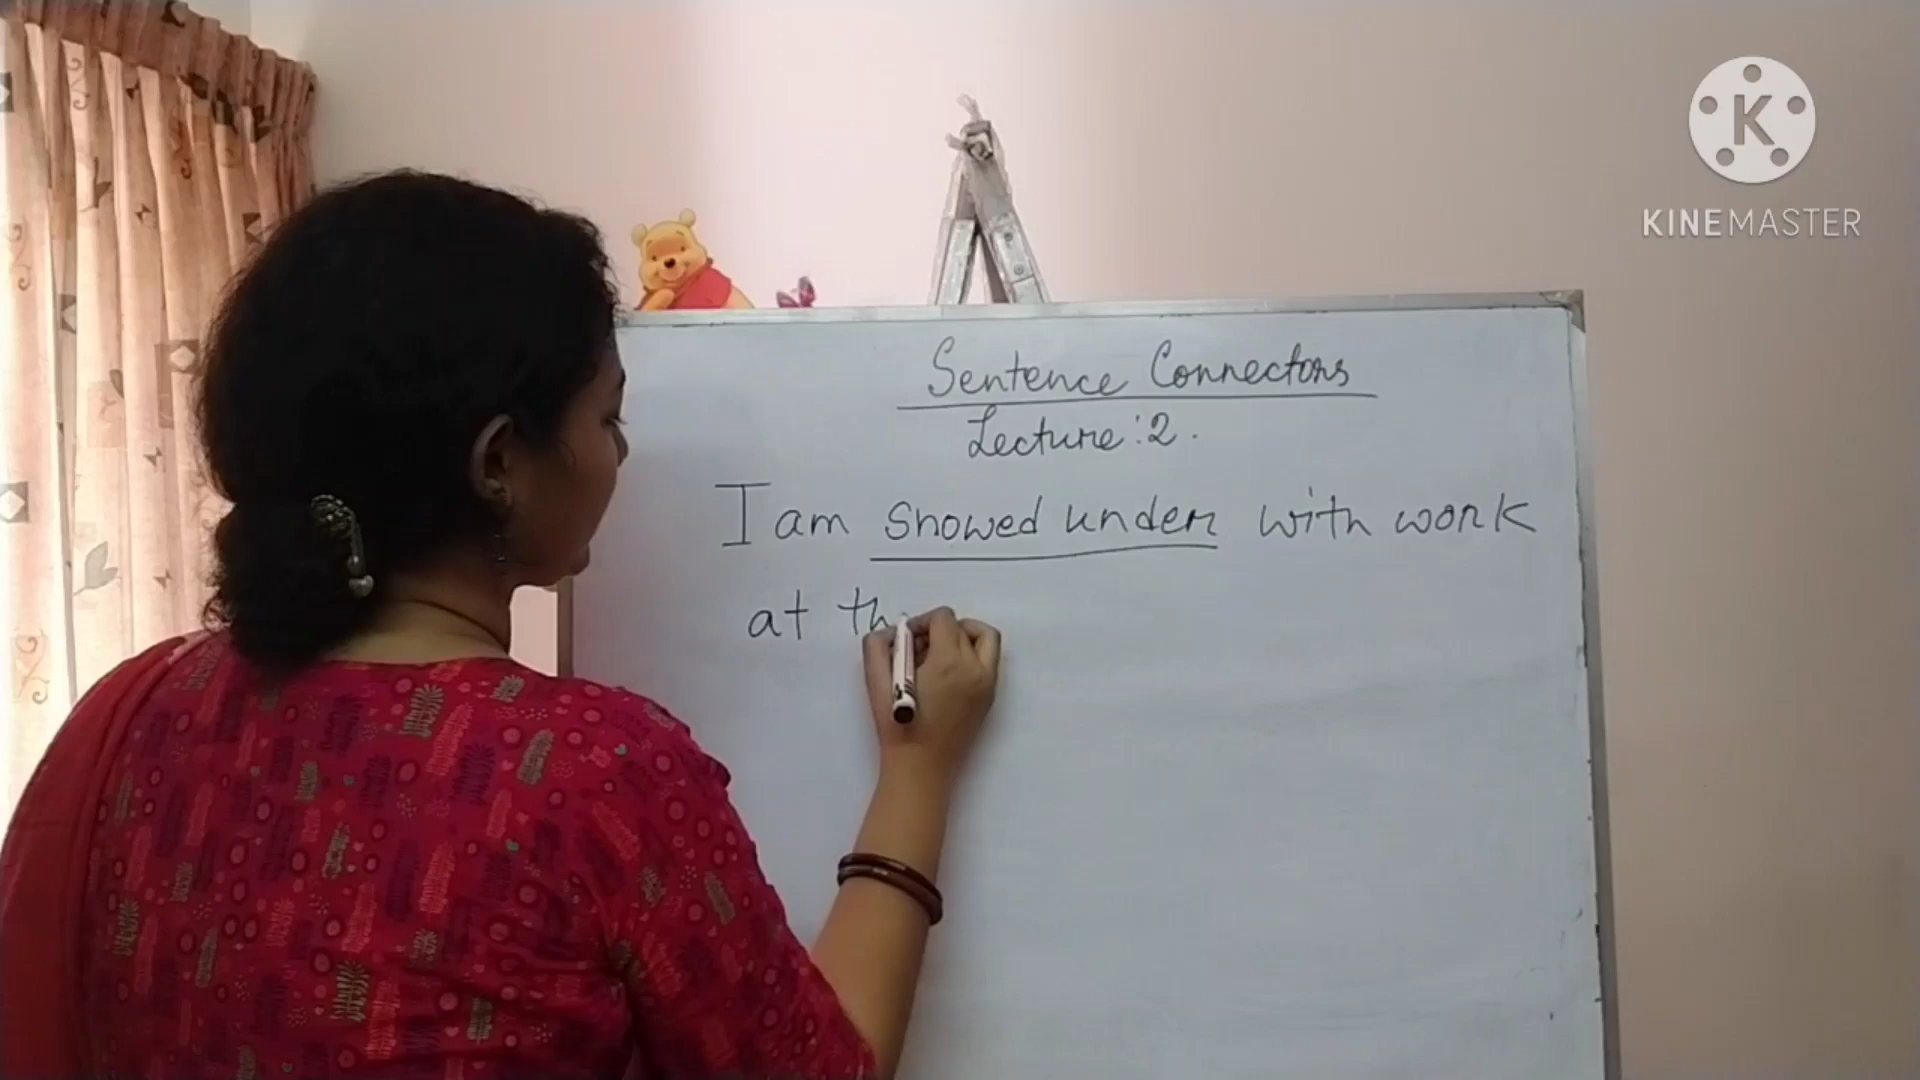 Sentence Connectors
Lecture: 2.
I am snowed under with work
at th
K
KINEMASTER